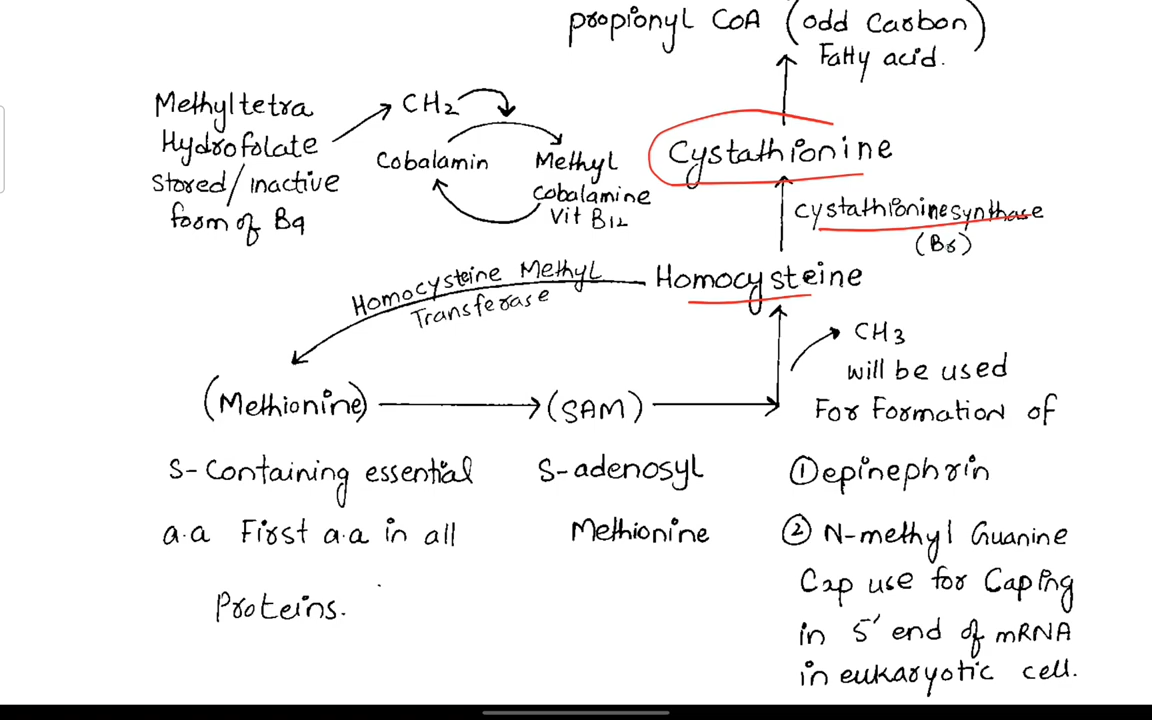 propionyl CoA (odd Carbon)
Fatty acid.
Methyltetra
Hydrofolate
stored/inactive
form of B9
CH2
Cobalamin
Methyl
cobalamine
Vit B12
Cystathionine
cystathioninesynthase
(B6)
Homocysteine
Homocysteine Methyl
Transferase
CH3
will be used
For Formation of
(Methionine)
(SAM)
S-Containing essential
a.a First a.a in all
Proteins.
S-adenosyl
Methionine
① epinephrin
② N-methyl Guanine
Cap use for Caping
in 5' end of mRNA
in eukaryotic cell.